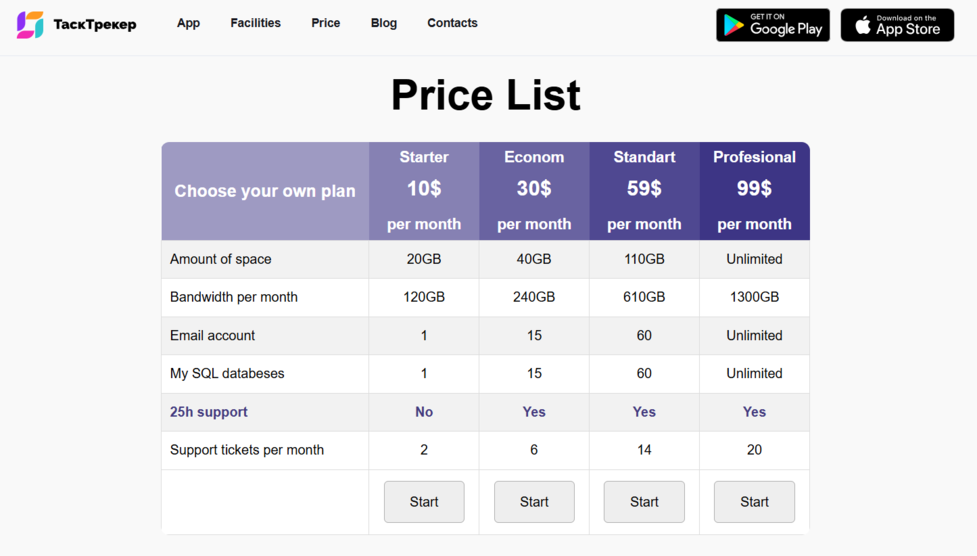 ТаскТрекер
App Facilities Price Blog Contacts
GET IT ON
Google Play
Download on the
App Store
Price List
Choose your own plan
Starter
10$
per month
Econom
30$
per month
Standart
59$
per month
Profesional
99$
per month
Amount of space 20GB 40GB 110GB Unlimited
Bandwidth per month 120GB 240GB 610GB 1300GB
Email account 1 15 60 Unlimited
My SQL databeses 1 15 60 Unlimited
25h support No Yes Yes Yes
Support tickets per month 2 6 14 20
Start Start Start Start